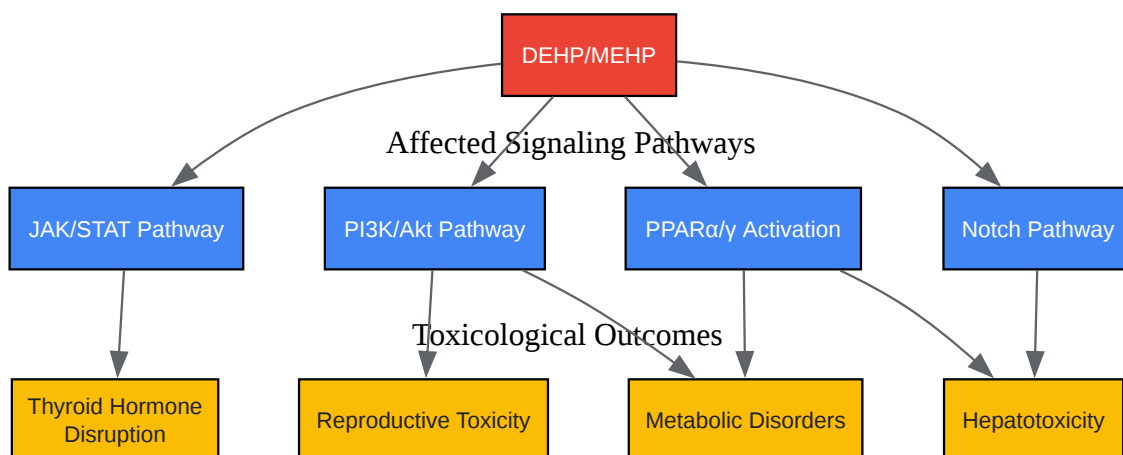 DEHP/MEHP
Affected Signaling Pathways
JAK/STAT Pathway
PI3K/Akt Pathway
PPARα/γ Activation
Notch Pathway
Toxicological Outcomes
Thyroid Hormone
Disruption
Reproductive Toxicity
Metabolic Disorders
Hepatotoxicity